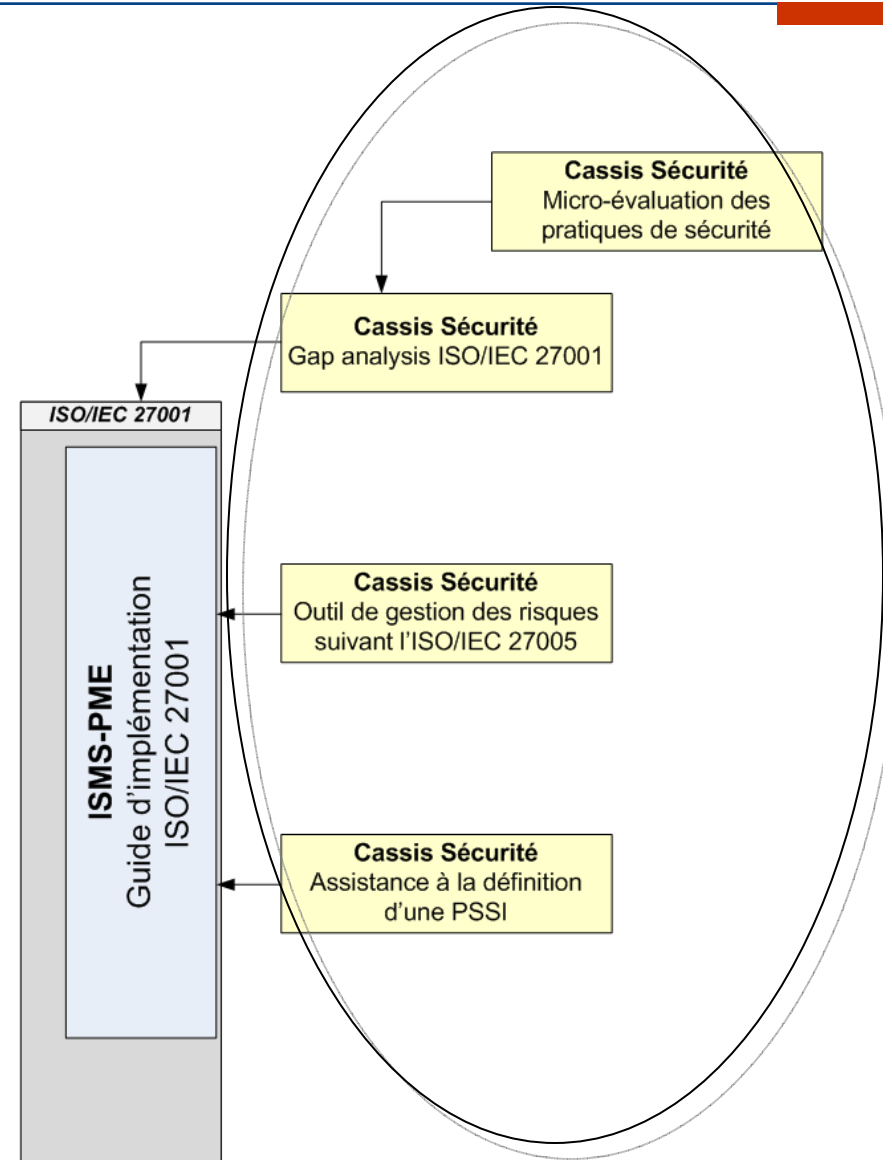 Cassis Sécurité
Micro-évaluation des
pratiques de sécurité
Cassis Sécurité
Gap analysis ISO/IEC 27001
ISO/IEC 27001
ISMS-PME
Guide d'implémentation
ISO/IEC 27001
Cassis Sécurité
Outil de gestion des risques
suivant l'ISO/IEC 27005
Cassis Sécurité
Assistance à la définition
d'une PSSI